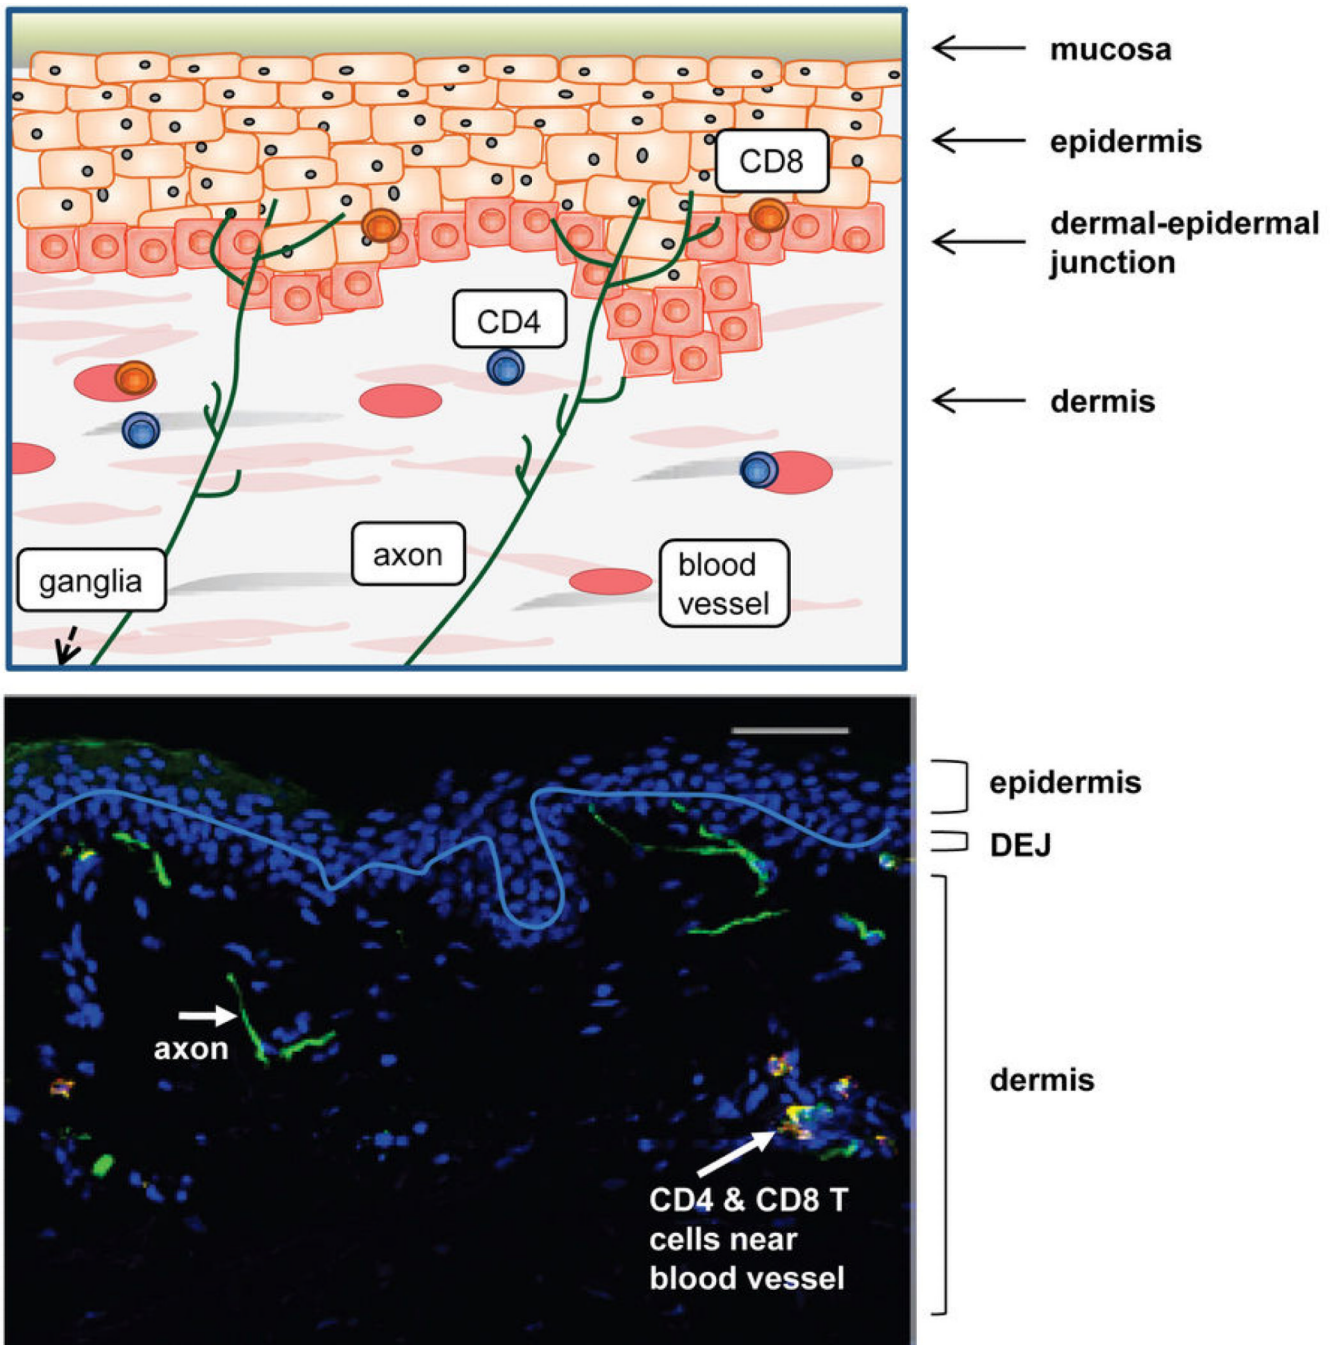 mucosa
epidermis
CD8
dermal-epidermal
junction
CD4
dermis
axon
blood
vessel
ganglia
epidermis
DEJ
axon
dermis
CD4 & CD8 T
cells near
blood vessel